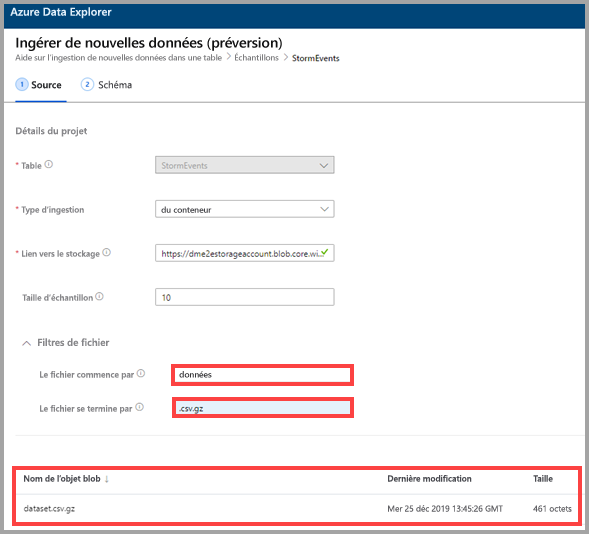 Azure Data Explorer
Ingérer de nouvelles données (préversion)
Aide sur l'ingestion de nouvelles données dans une table > Échantillons > StormEvents
1 Source 2 Schéma
Détails du projet
* Table StormEvents
* Type d'ingestion du conteneur
* Lien vers le stockage https://dme2estorageaccount.blob.core.wi...
Taille d'échantillon 10
Filtres de fichier
Le fichier commence par données
Le fichier se termine par .csv.gz
Nom de l'objet blob ↓ Dernière modification Taille
dataset.csv.gz Mer 25 déc 2019 13:45:26 GMT 461 octets